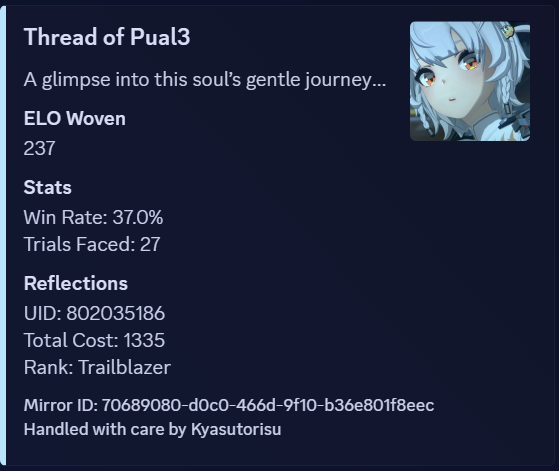 Thread of Pual3
A glimpse into this soul’s gentle journey...
ELO Woven
237
Stats
Win Rate: 37.0%
Trials Faced: 27
Reflections
UID: 802035186
Total Cost: 1335
Rank: Trailblazer
Mirror ID: 70689080-d0c0-466d-9f10-b36e801f8eec
Handled with care by Kyasutorisu